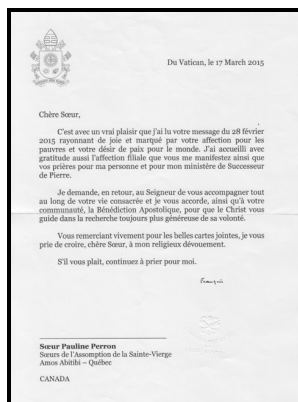 Du Vatican, le 17 March 2015
Chère Sœur,
C'est avec un vrai plaisir que j'ai lu votre message du 28 février
2015 rayonnant de joie et marqué par votre affection pour les
pauvres et votre désir de paix pour le monde. J'ai accueilli avec
gratitude aussi l'affection filiale que vous me manifestez ainsi que
vos prières pour ma personne et pour mon ministère de Successeur
de Pierre.
Je demande, en retour, au Seigneur de vous accompagner tout
au long de votre vie consacrée et je vous accorde, ainsi qu'à votre
communauté, la Bénédiction Apostolique, pour que le Christ vous
guide dans la recherche toujours plus généreuse de sa volonté.
Vous remerciant vivement pour les belles cartes jointes, je vous
prie de croire, chère Sœur, à mon religieux dévouement.
S'il vous plait, continuez à prier pour moi.
Sœur Pauline Perron
Sœurs de l'Assomption de la Sainte-Vierge
Amos Abitibi – Québec
CANADA